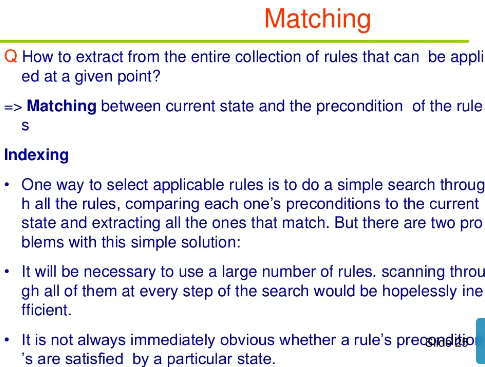 Matching
Q How to extract from the entire collection of rules that can  be appli
ed at a given point?
=> Matching between current state and the precondition  of the rule
s
Indexing
• One way to select applicable rules is to do a simple search throug
h all the rules, comparing each one’s preconditions to the current
state and extracting all the ones that match. But there are two pro
blems with this simple solution:
• It will be necessary to use a large number of rules. scanning throu
gh all of them at every step of the search would be hopelessly ine
fficient.
• It is not always immediately obvious whether a rule’s precondition
’s are satisfied  by a particular state.